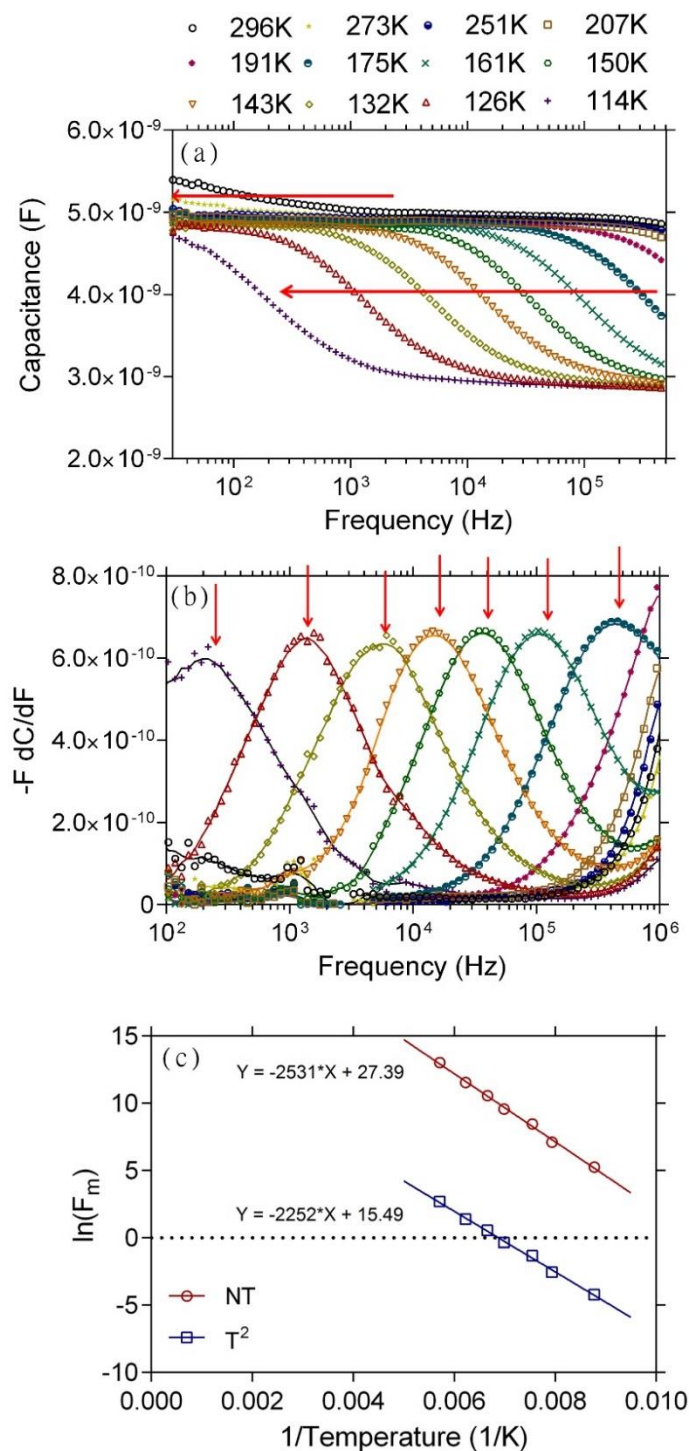 296K 273K 251K 207K
191K 175K 161K 150K
143K 132K 126K 114K
(a)
6.0×10⁻⁹
5.0×10⁻⁹
4.0×10⁻⁹
3.0×10⁻⁹
2.0×10⁻⁹
Capacitance (F)
10² 10³ 10⁴ 10⁵
Frequency (Hz)
(b)
8.0×10⁻¹⁰
6.0×10⁻¹⁰
4.0×10⁻¹⁰
2.0×10⁻¹⁰
0
-F dC/dF
10² 10³ 10⁴ 10⁵ 10⁶
Frequency (Hz)
(c)
15
10
5
0
-5
-10
ln(Fₘ)
Y = -2531*X + 27.39
Y = -2252*X + 15.49
NT
T²
0.000 0.002 0.004 0.006 0.008 0.010
1/Temperature (1/K)